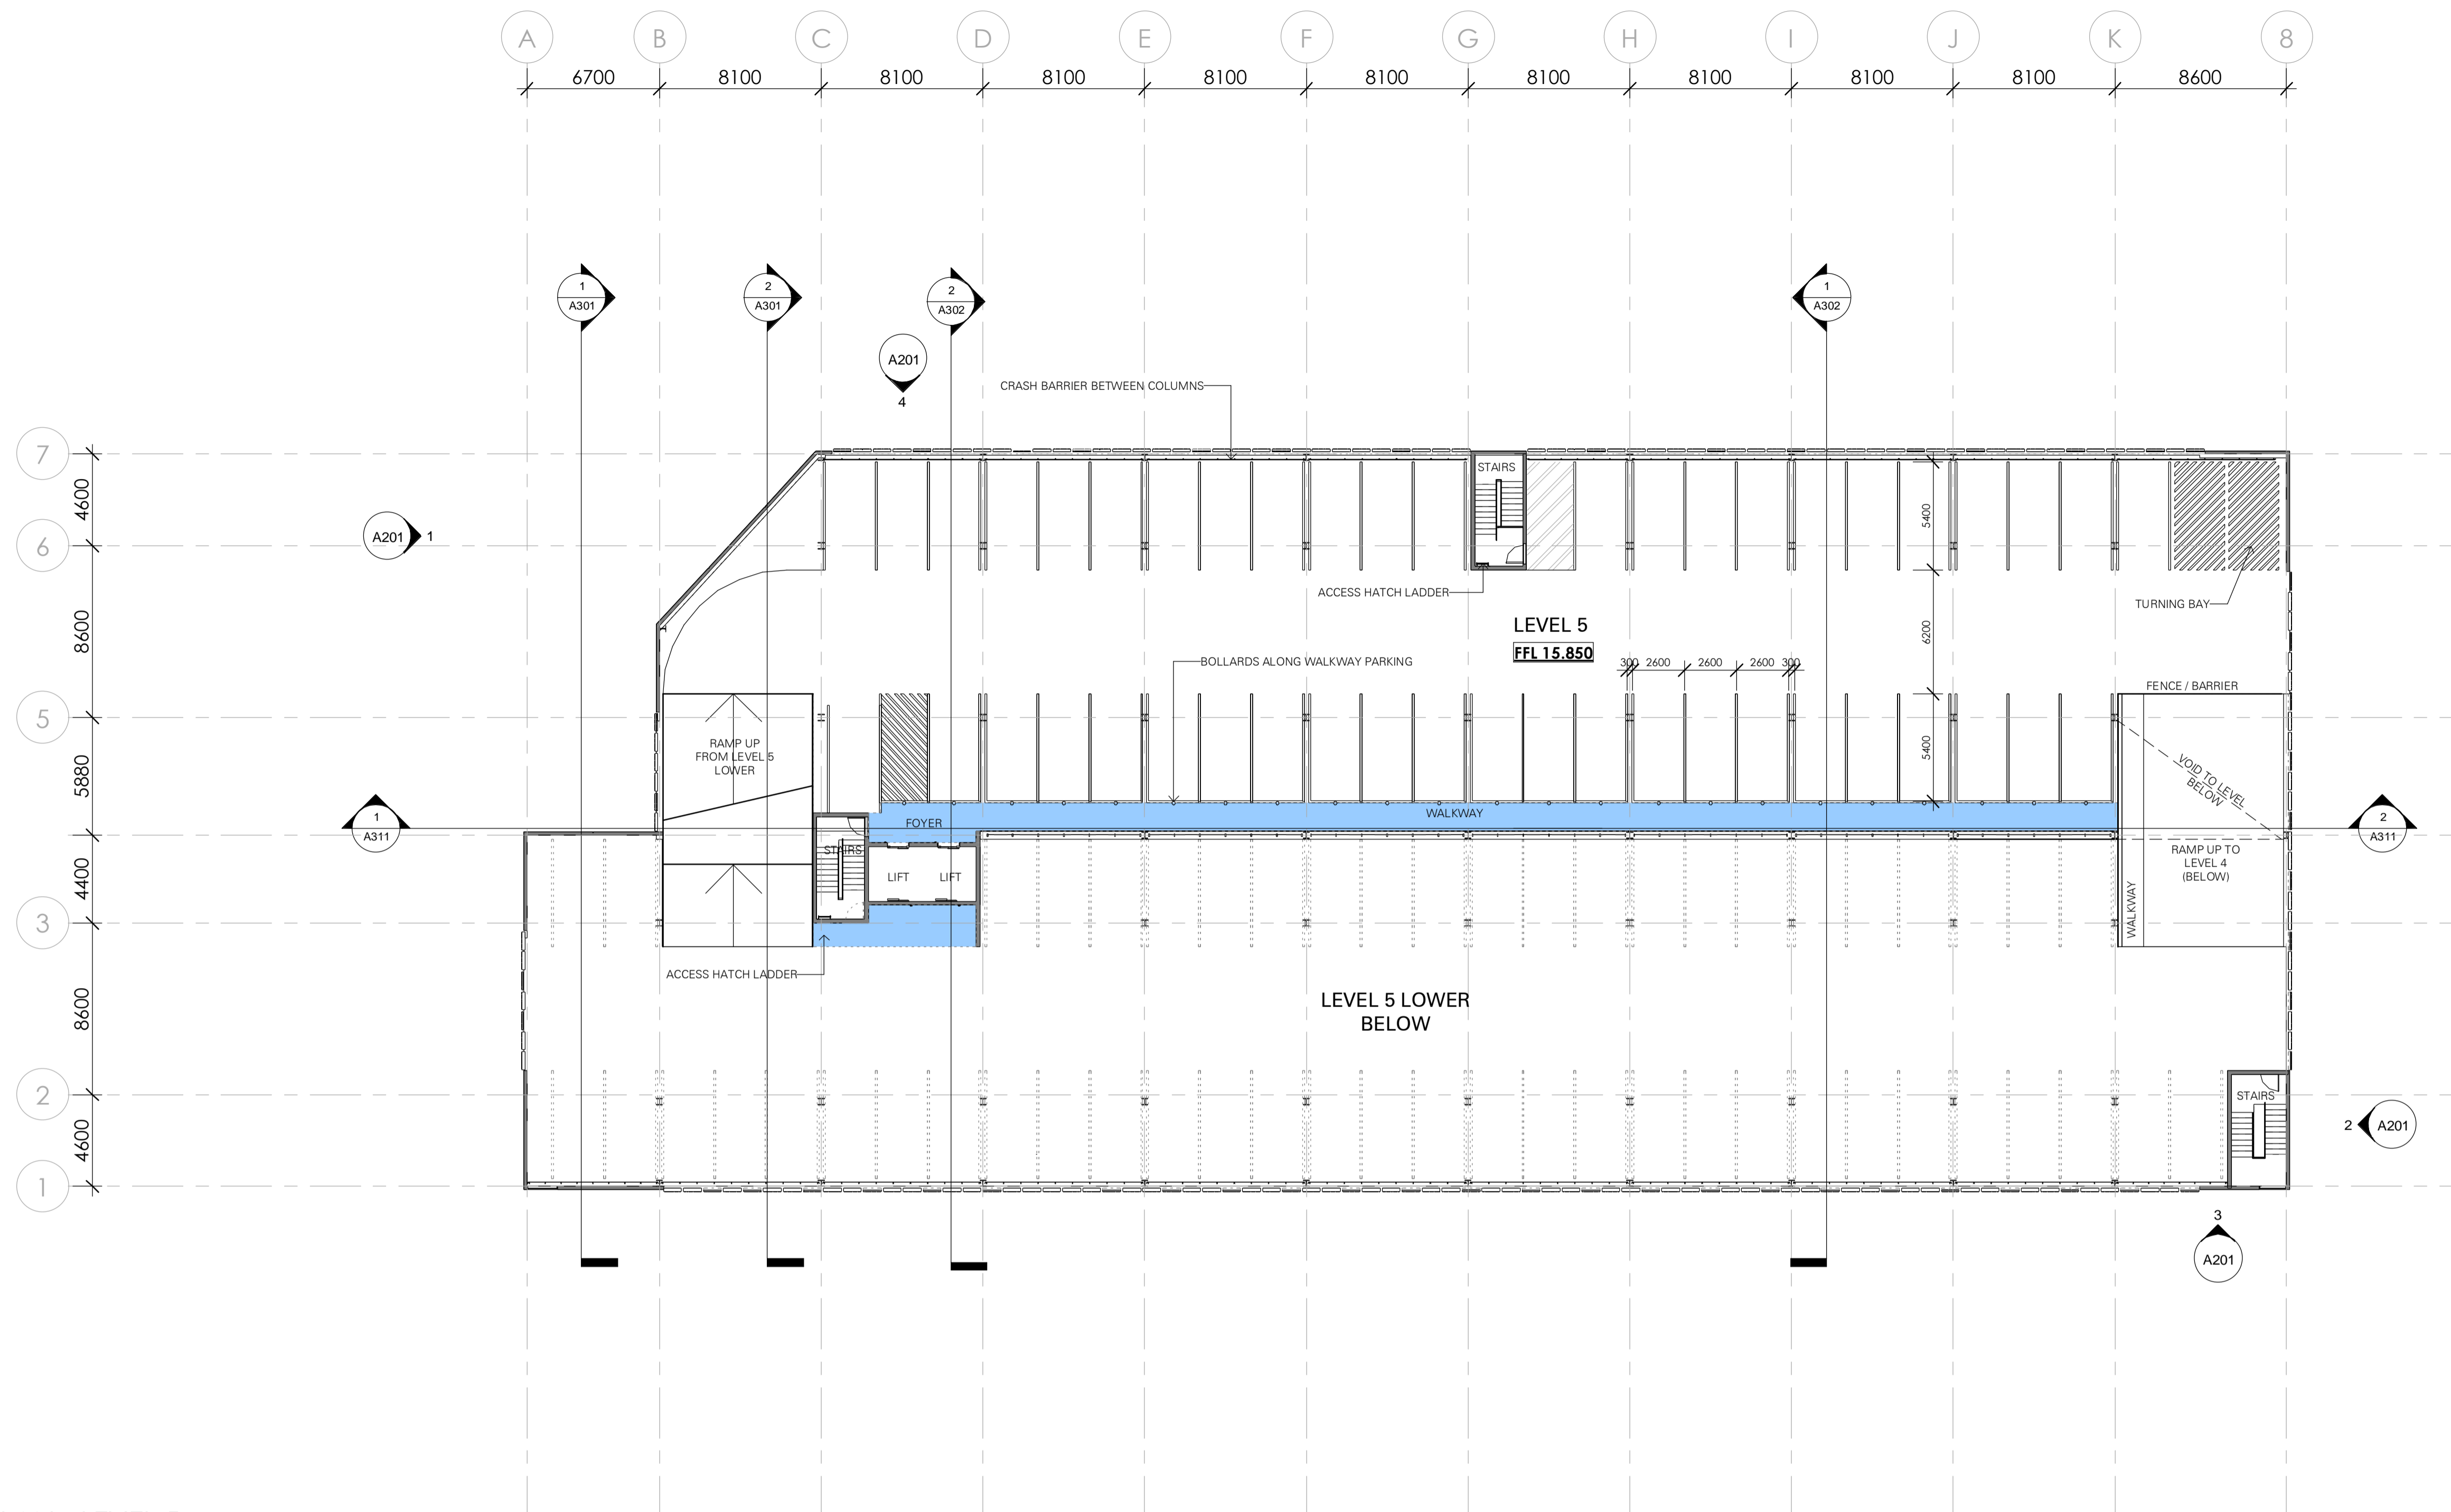 A B C D E F G H I J K 8
6700 8100 8100 8100 8100 8100 8100 8100 8100 8100 8600
1
A301
2
A301
2
A302
1
A302
A201
4
CRASH BARRIER BETWEEN COLUMNS
7
4600
STAIRS
5400
A201 1
6
ACCESS HATCH LADDER
TURNING BAY
8600
LEVEL 5
FFL 15.850
6200
BOLLARDS ALONG WALKWAY PARKING
300 2600 2600 2600 300
FENCE / BARRIER
5
RAMP UP
FROM LEVEL 5
LOWER
5400
5880
VOID TO LEVEL
BELOW
WALKWAY
FOYER
1
A311
2
A311
STAIRS
RAMP UP TO
LEVEL 4
(BELOW)
4400
LIFT LIFT
WALKWAY
3
ACCESS HATCH LADDER
8600
LEVEL 5 LOWER
BELOW
2
STAIRS
2 A201
4600
1
3
A201